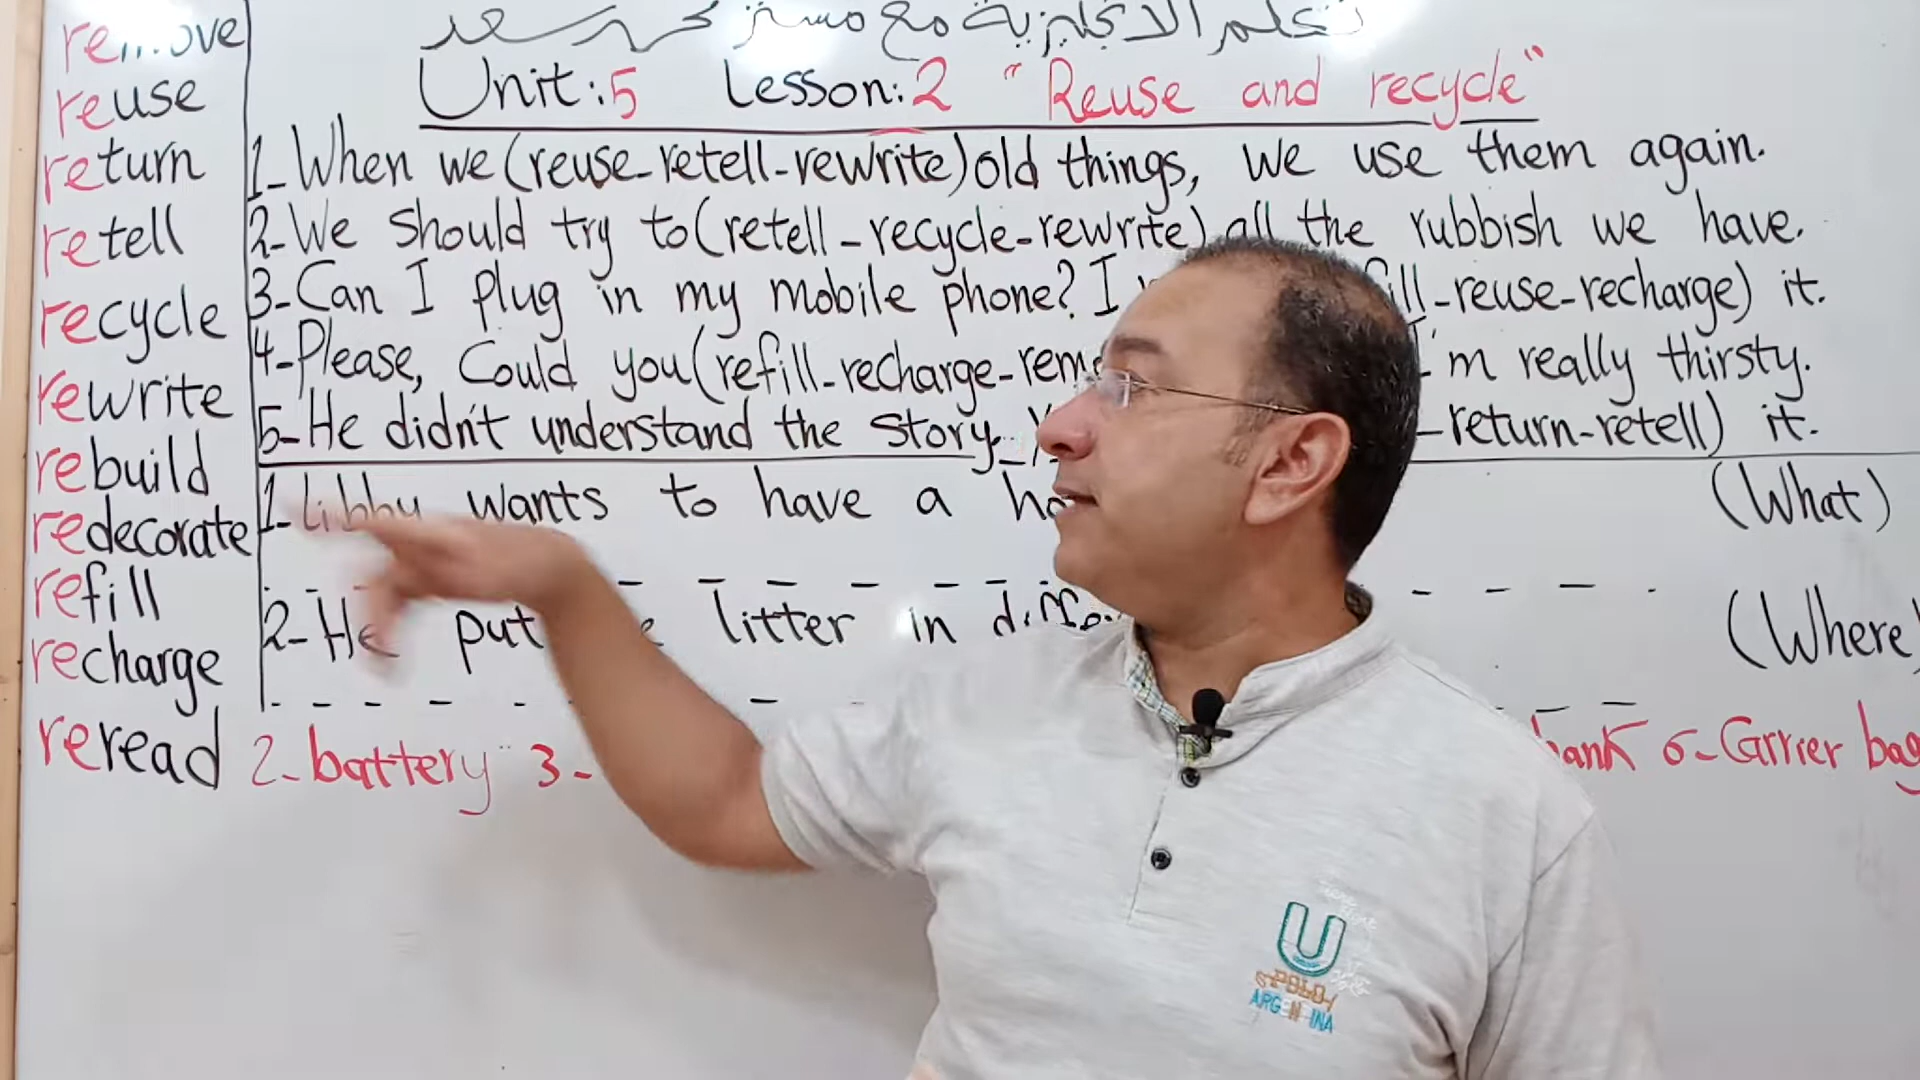 تعلم الانجليزية مع مستر محمد سعد
Unit:5 Lesson:2 "Reuse and recycle"
remove
reuse
return
retell
recycle
rewrite
rebuild
redecorate
refill
recharge
reread
1-When we (reuse-retell-rewrite) old things, we use them again.
2-We should try to (retell-recycle-rewrite) all the rubbish we have.
3-Can I plug in my mobile phone? I -reuse-recharge) it.
4-Please, Could you (refill-recharge- I'm really thirsty.
5-He didn't understand the story. -return-retell) it.
1-Libby wants to have a (What)
2-He put litter in (Where)
2-battery 3- 6-Carrier bag
U
POLO
ARGENINA